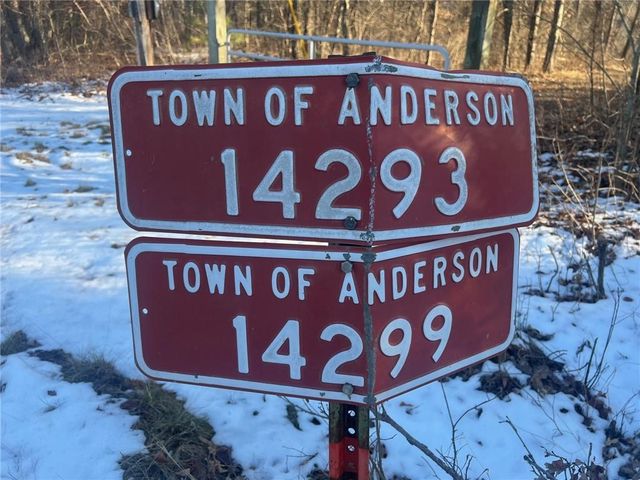 TOWN OF ANDERSON
14293
TOWN OF ANDERSON
14299